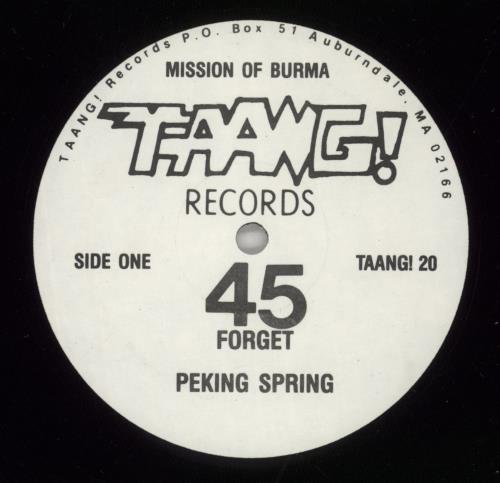 TAANG! Records P.O. Box 51 Auburndale. MA 02166
MISSION OF BURMA
TAANG!
RECORDS
SIDE ONE
TAANG! 20
45
FORGET
PEKING SPRING